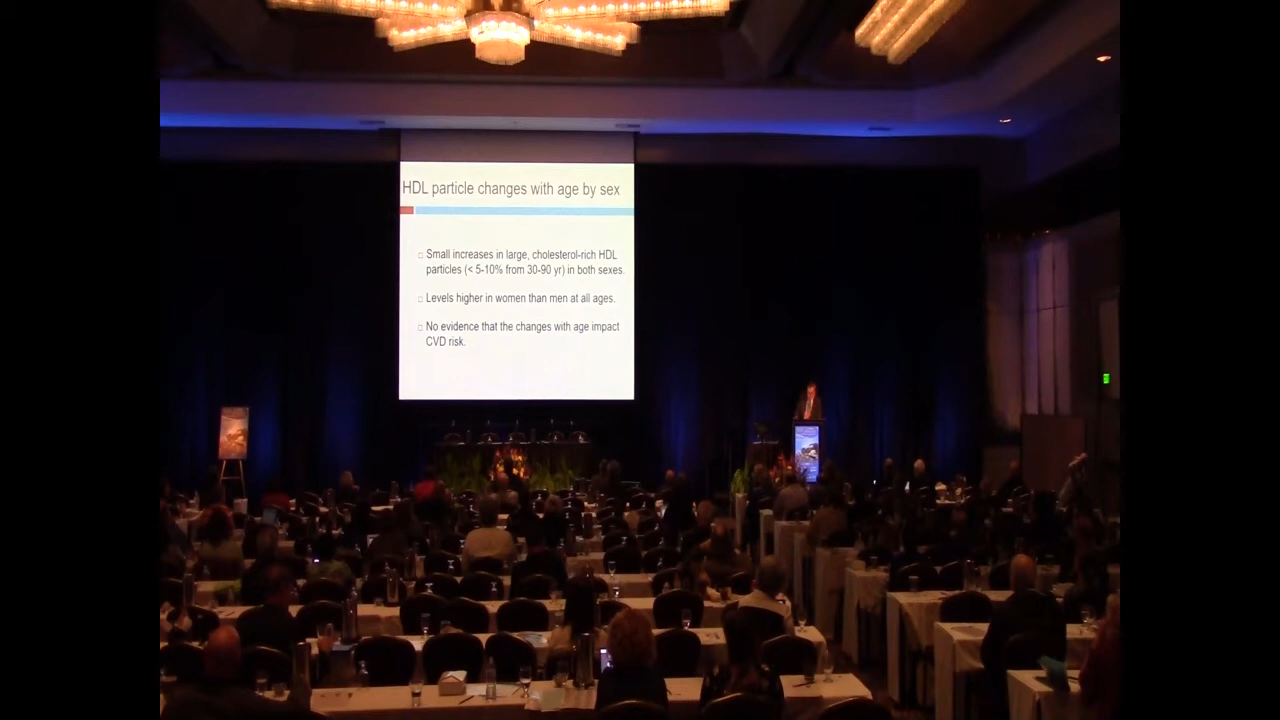 HDL particle changes with age by sex
Small increases in large, cholesterol-rich HDL
particles (< 5-10% from 30-90 yr) in both sexes.
Levels higher in women than men at all ages.
No evidence that the changes with age impact
CVD risk.